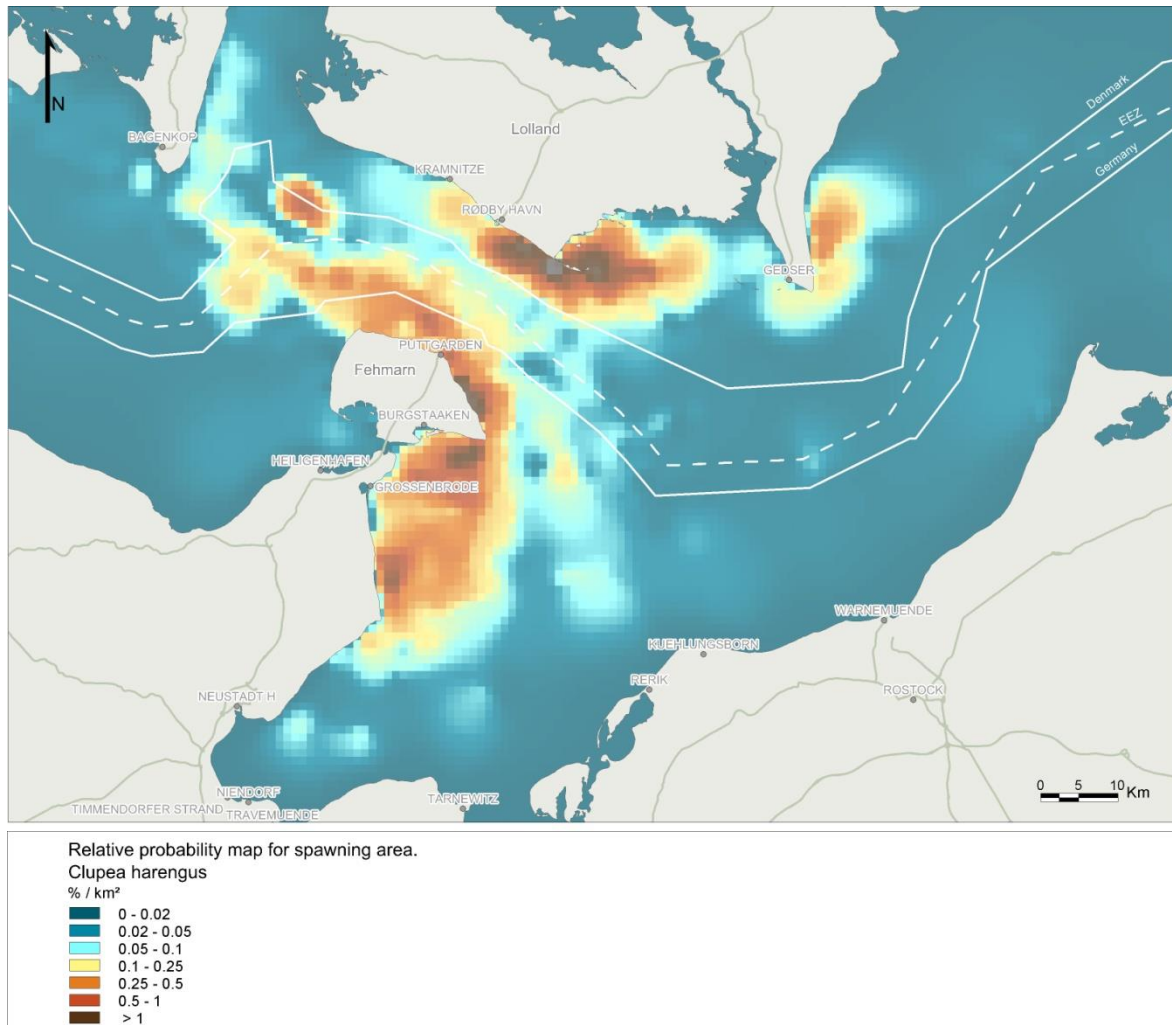 N
Denmark
EEZ
Germany
BAGENKOP
Lolland
KRAMNITZE
RØDBY HAVN
GEDSER
PUTTGARDEN
Fehmarn
BURGSTAAKEN
HEILIGENHAFEN
GROSSENBRODE
WARNEMUENDE
KUEHLUNGSBORN
RERIK
ROSTOCK
NEUSTADT H
NIENDORF
TIMMENDORFER STRAND
TRAVEMUENDE
TARNEWITZ
0 5 10
Km
Relative probability map for spawning area.
Clupea harengus
% / km²
0 - 0.02
0.02 - 0.05
0.05 - 0.1
0.1 - 0.25
0.25 - 0.5
0.5 - 1
> 1